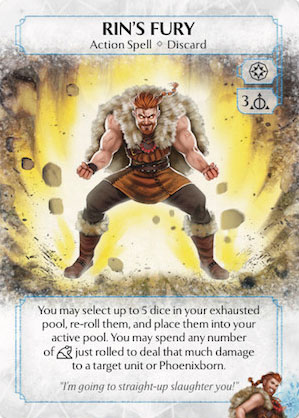 RIN'S FURY
Action Spell ⋄ Discard
3
You may select up to 5 dice in your exhausted
pool, re-roll them, and place them into your
active pool. You may spend any number
of just rolled to deal that much damage
to a target unit or Phoenixborn.
"I'm going to straight-up slaughter you!"